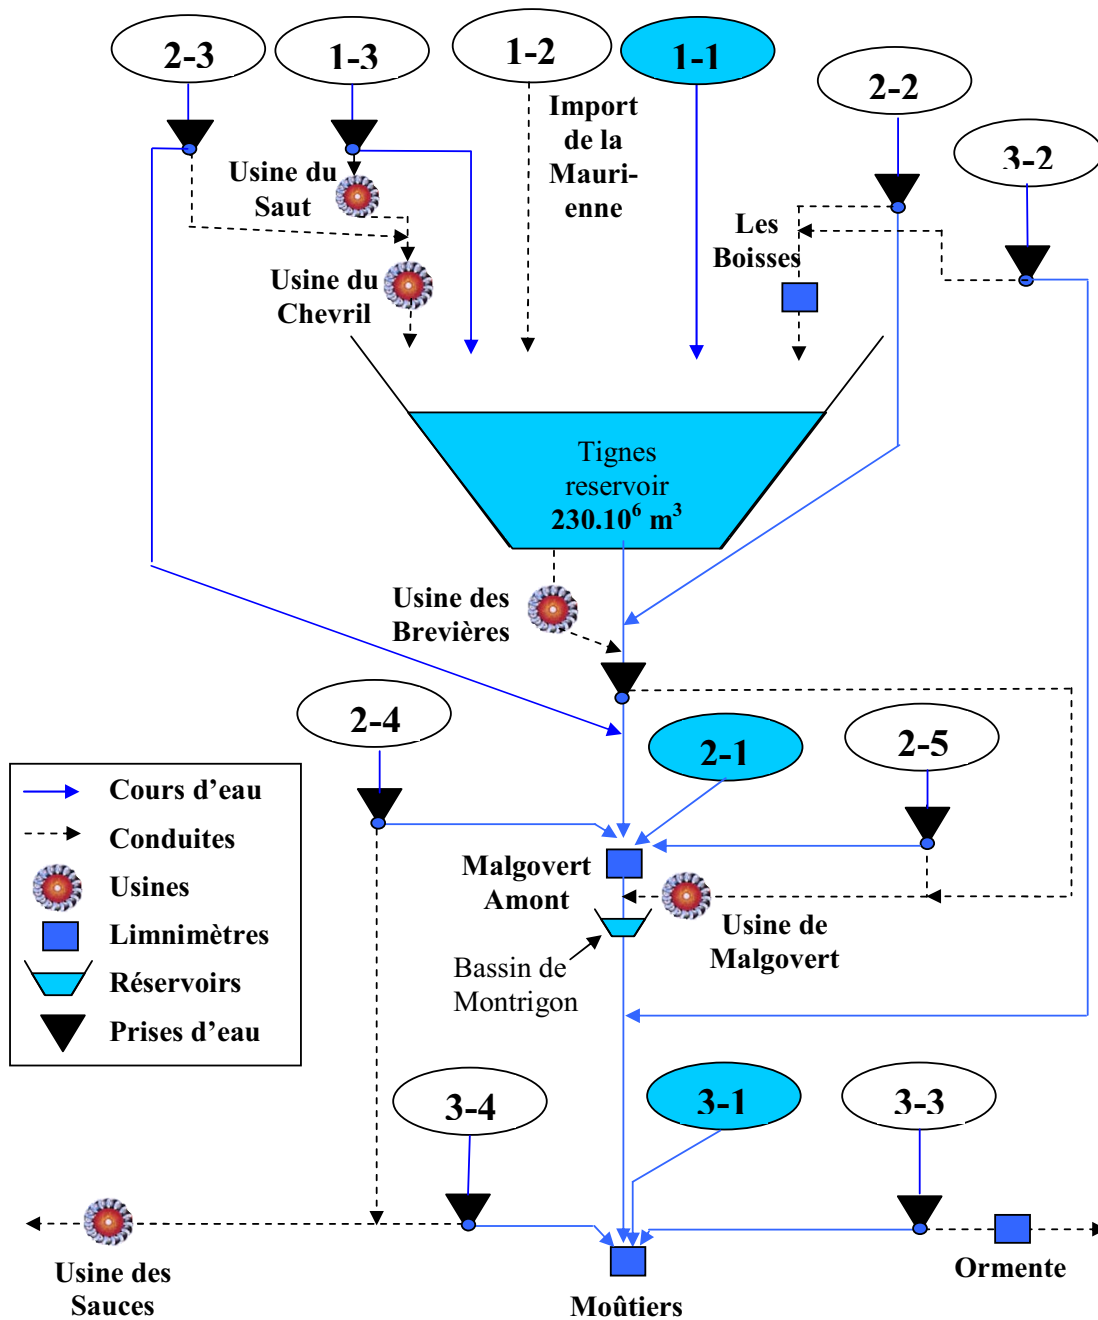 2-3
1-3
1-2
1-1
2-2
3-2
Import
de la
Mauri-
enne
Usine du
Saut
Les
Boisses
Usine du
Chevril
Tignes
reservoir
230.10⁶ m³
Usine des
Brevières
2-4
2-1
2-5
Cours d'eau
Conduites
Usines
Limnimètres
Réservoirs
Prises d'eau
Malgovert
Amont
Usine de
Malgovert
Bassin de
Montrigon
3-4
3-1
3-3
Usine des
Sauces
Moûtiers
Ormente